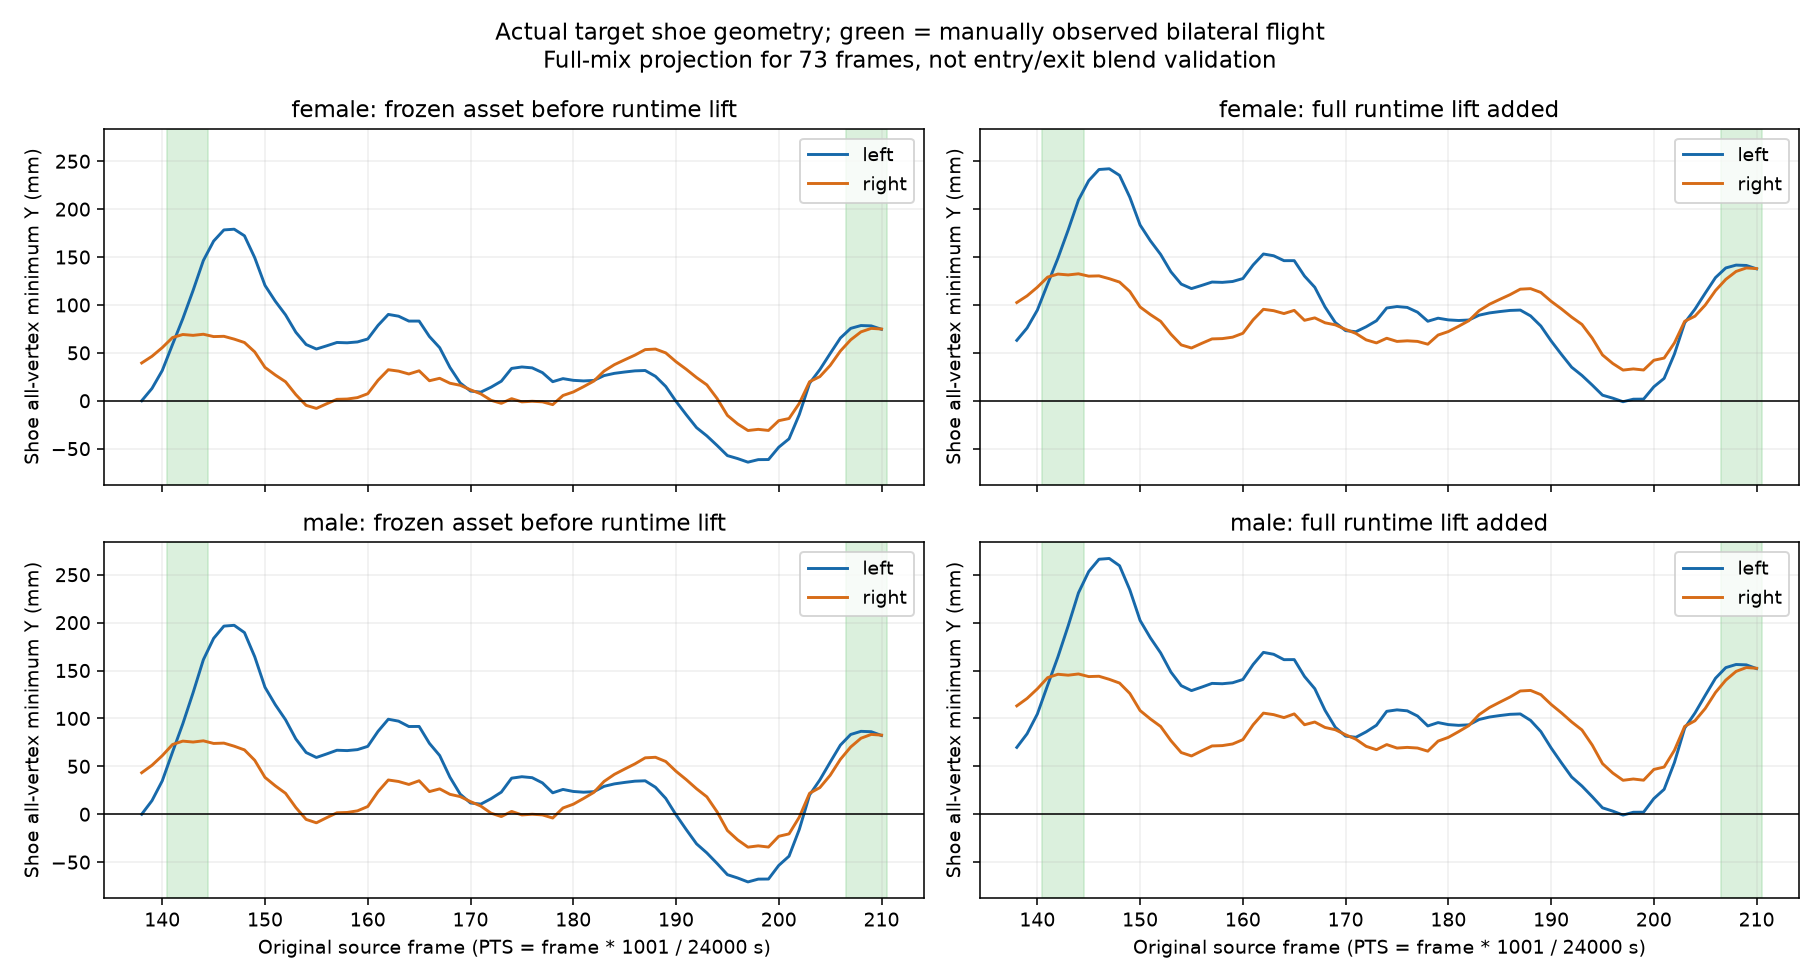 Actual target shoe geometry; green = manually observed bilateral flight
Full-mix projection for 73 frames, not entry/exit blend validation
female: frozen asset before runtime lift
female: full runtime lift added
Shoe all-vertex minimum Y (mm)
250
200
150
100
50
0
−50
left
right
Shoe all-vertex minimum Y (mm)
left
right
male: frozen asset before runtime lift
male: full runtime lift added
Shoe all-vertex minimum Y (mm)
250
200
150
100
50
0
−50
left
right
Shoe all-vertex minimum Y (mm)
left
right
140 150 160 170 180 190 200 210
140 150 160 170 180 190 200 210
Original source frame (PTS = frame * 1001 / 24000 s)
Original source frame (PTS = frame * 1001 / 24000 s)